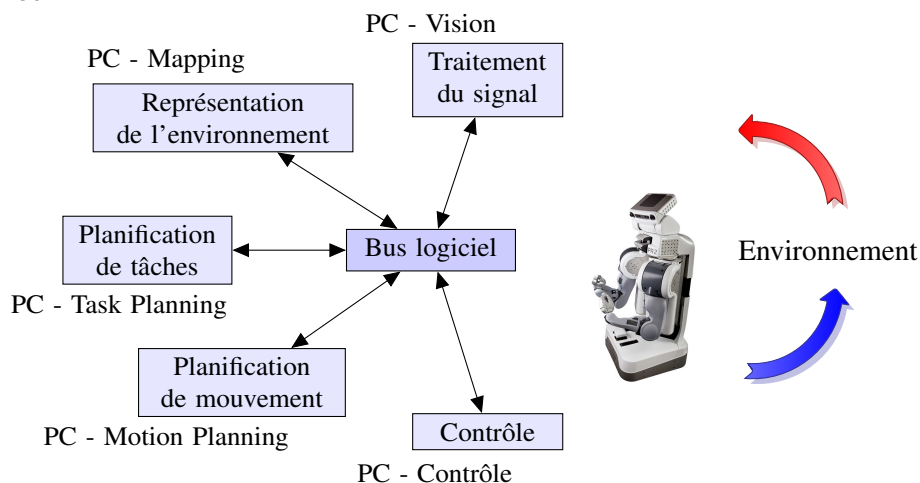 PC - Vision
Traitement
du signal
PC - Mapping
Représentation
de l'environnement
Planification
de tâches
PC - Task Planning
Bus logiciel
Environnement
Planification
de mouvement
PC - Motion Planning
Contrôle
PC - Contrôle